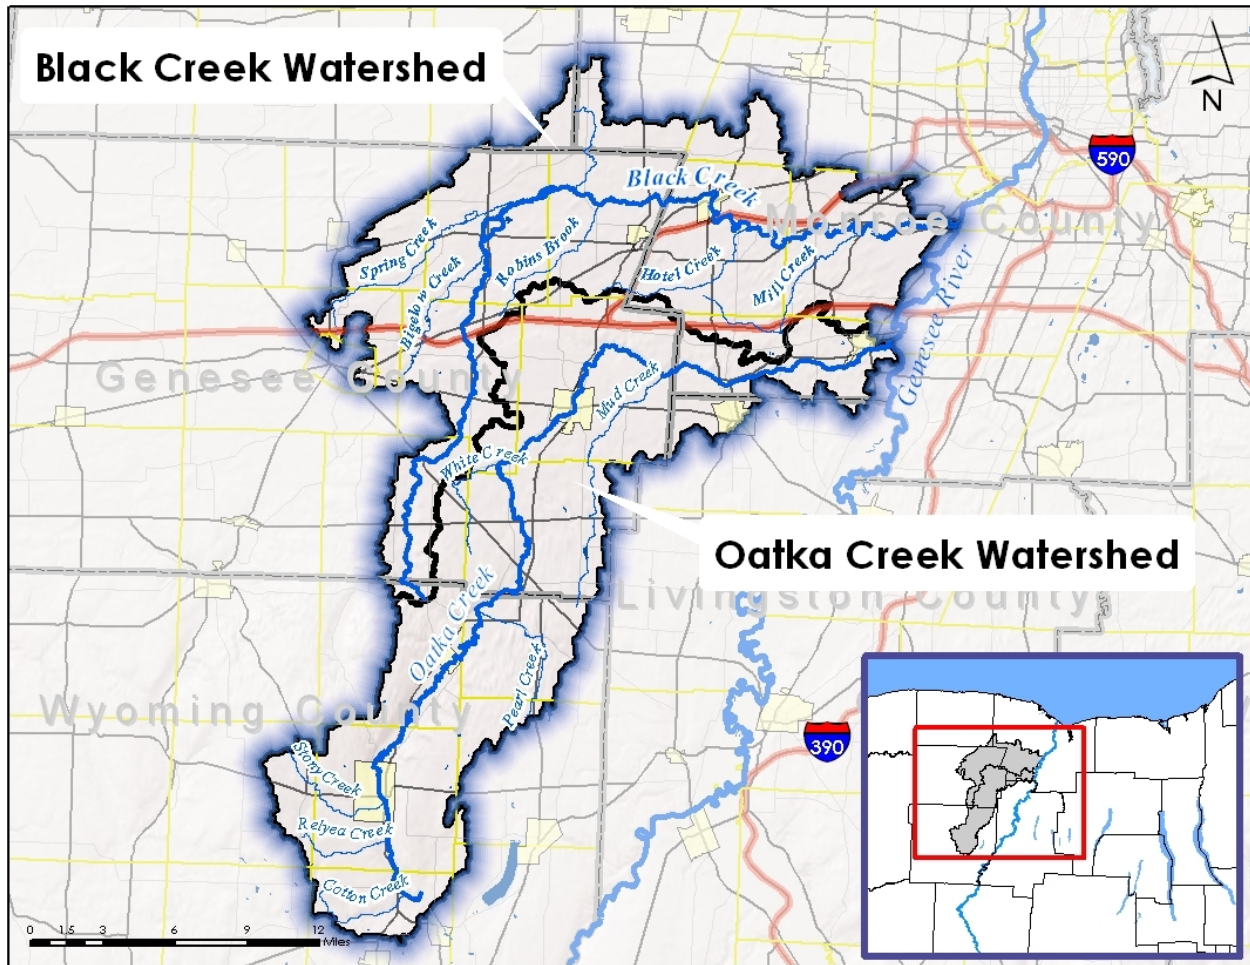 Black Creek Watershed
N
590
Black Creek
Monroe County
Spring Creek
Robins Brook
Bigelow Creek
Hotel Creek
Mill Creek
Genesee River
Genesee County
Mud Creek
White Creek
Oatka Creek Watershed
Livingston County
Oatka Creek
Pearl Creek
Wyoming County
390
Stony Creek
Relyea Creek
Cotton Creek
0 1.5 3 6 9 12
Miles